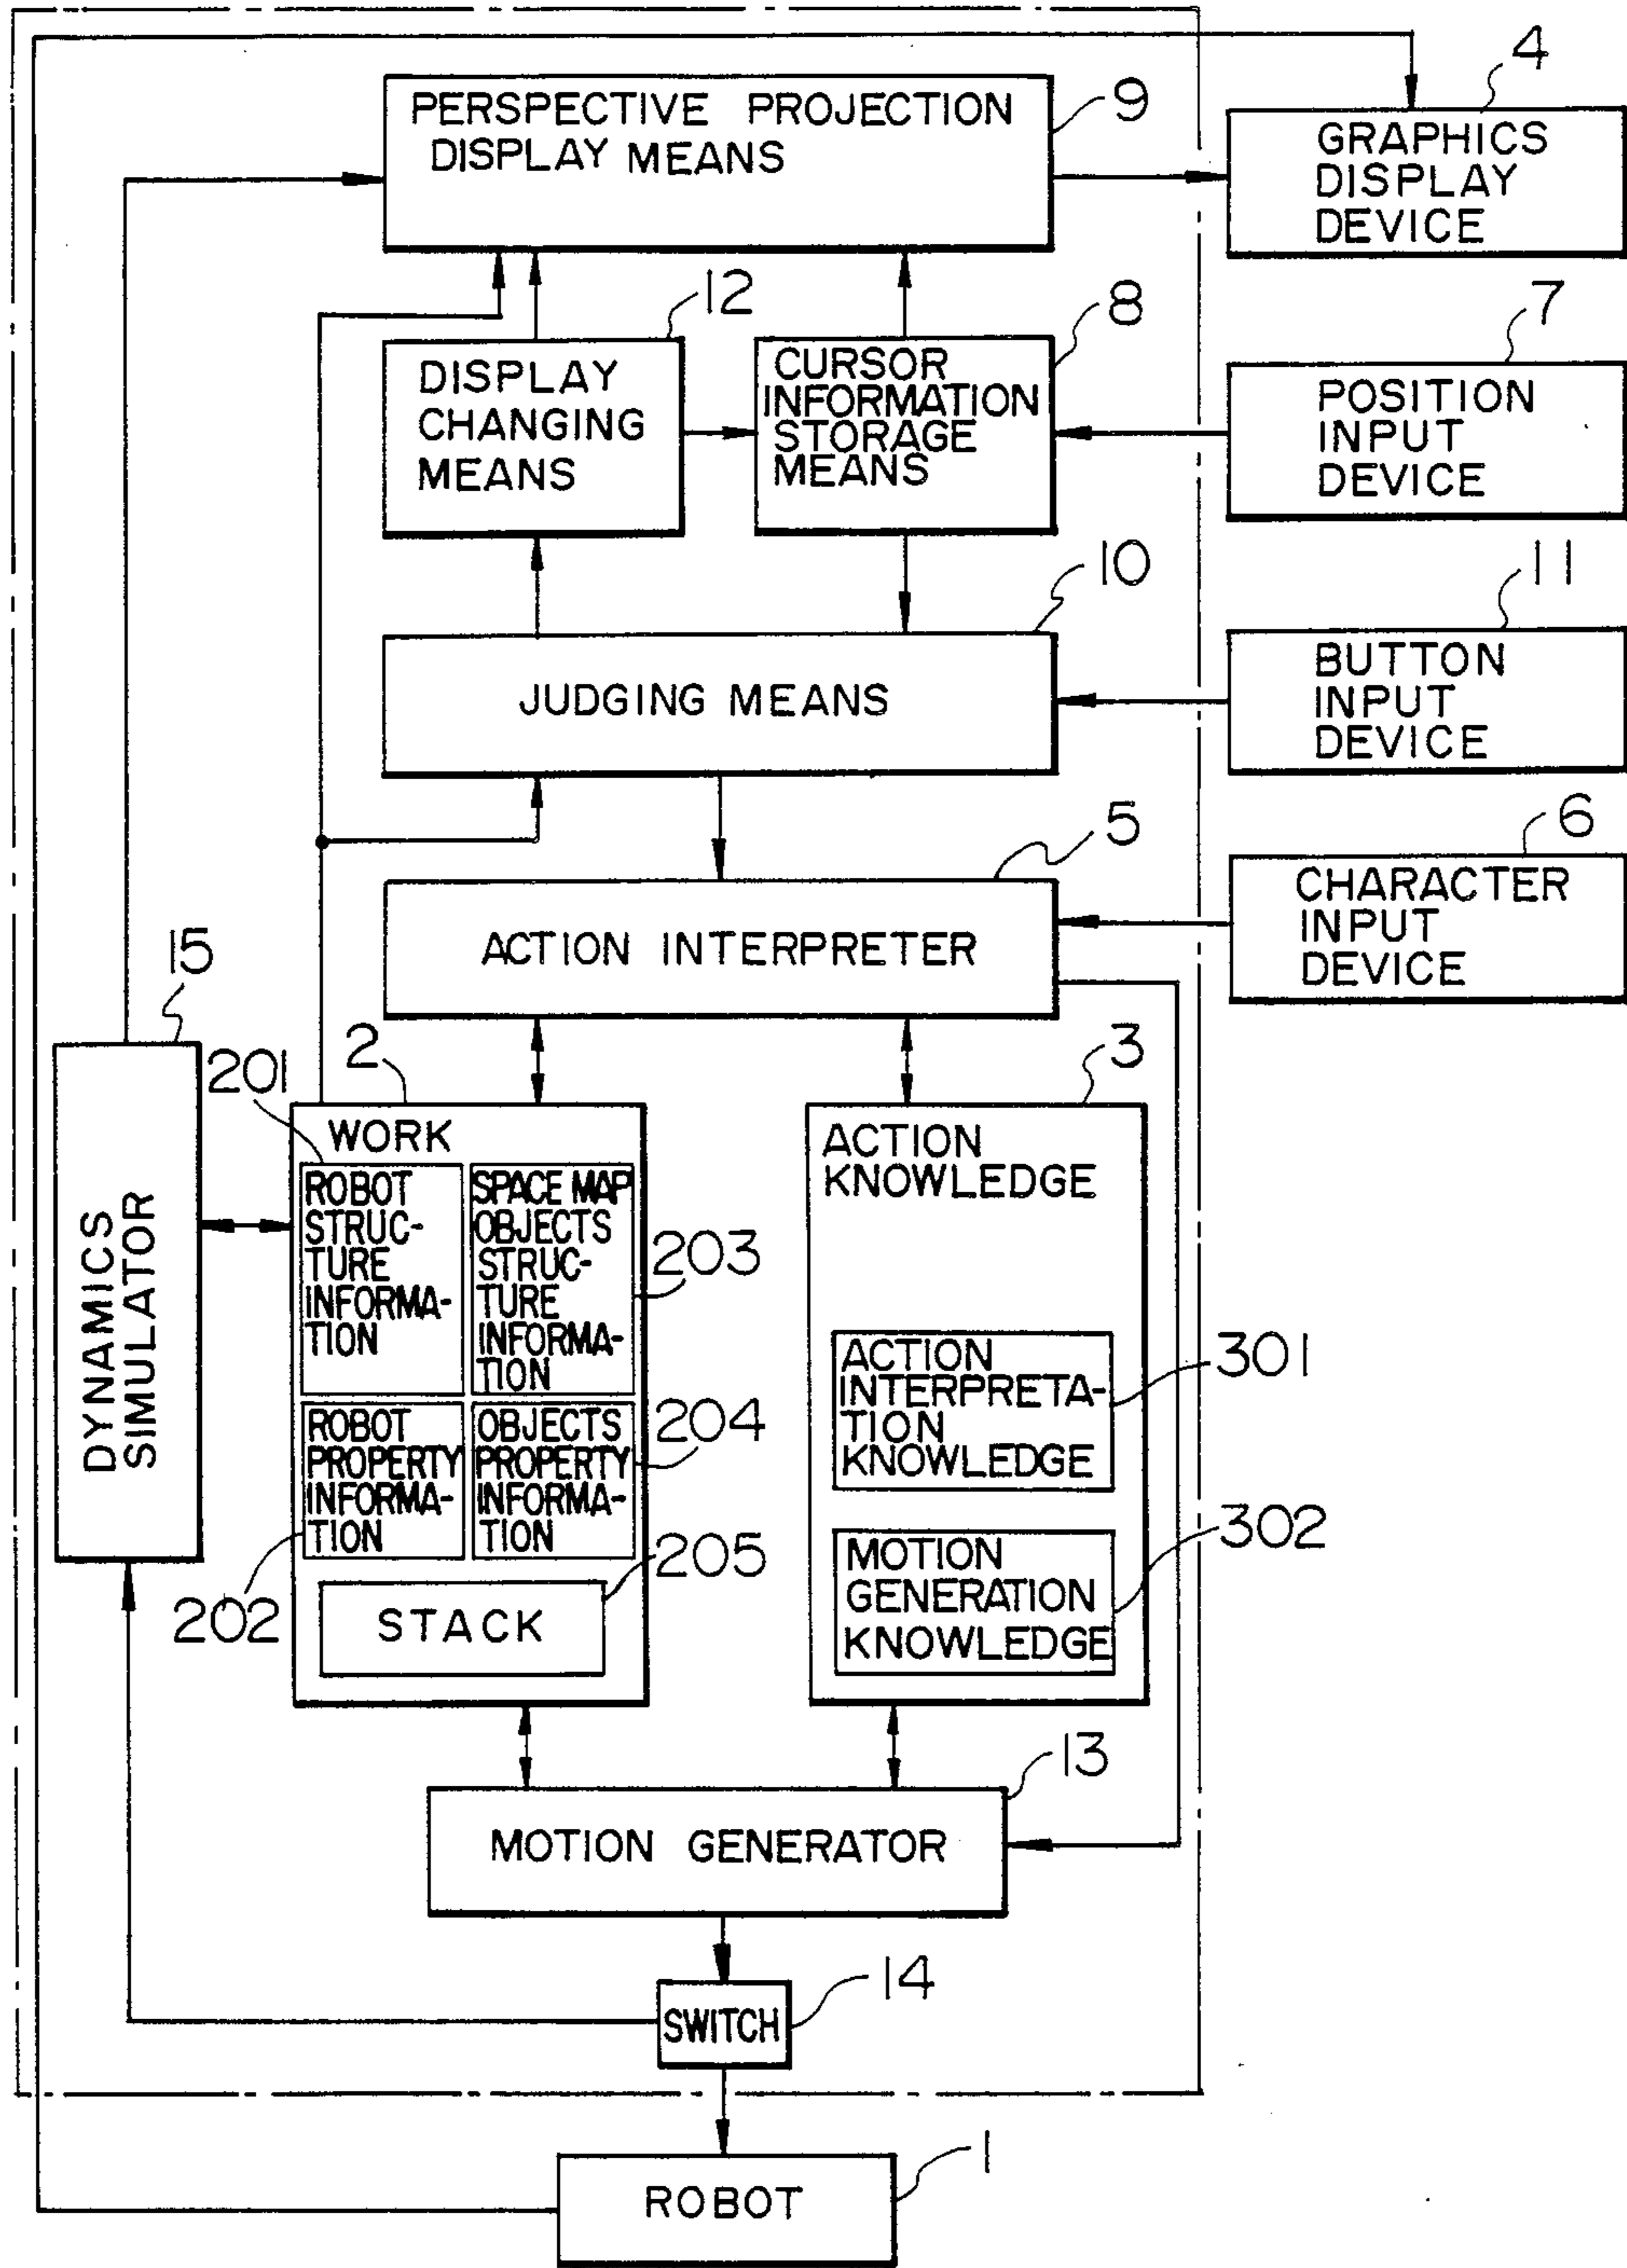 4
PERSPECTIVE PROJECTION
DISPLAY MEANS
9
GRAPHICS
DISPLAY
DEVICE
12
8
7
DISPLAY
CHANGING
MEANS
CURSOR
INFORMATION
STORAGE
MEANS
POSITION
INPUT
DEVICE
10
11
JUDGING MEANS
BUTTON
INPUT
DEVICE
5
6
ACTION INTERPRETER
CHARACTER
INPUT
DEVICE
15
DYNAMICS
SIMULATOR
201
2
3
WORK
ROBOT
STRUC-
TURE
INFORMA-
TION
SPACE MAP
OBJECTS
STRUC-
TURE
INFORMA-
TION
203
ROBOT
PROPERTY
INFORMA-
TION
OBJECTS
PROPERTY
INFORMA-
TION
204
202
STACK
205
ACTION
KNOWLEDGE
ACTION
INTERPRETA-
TION
KNOWLEDGE
301
MOTION
GENERATION
KNOWLEDGE
302
13
MOTION GENERATOR
14
SWITCH
1
ROBOT